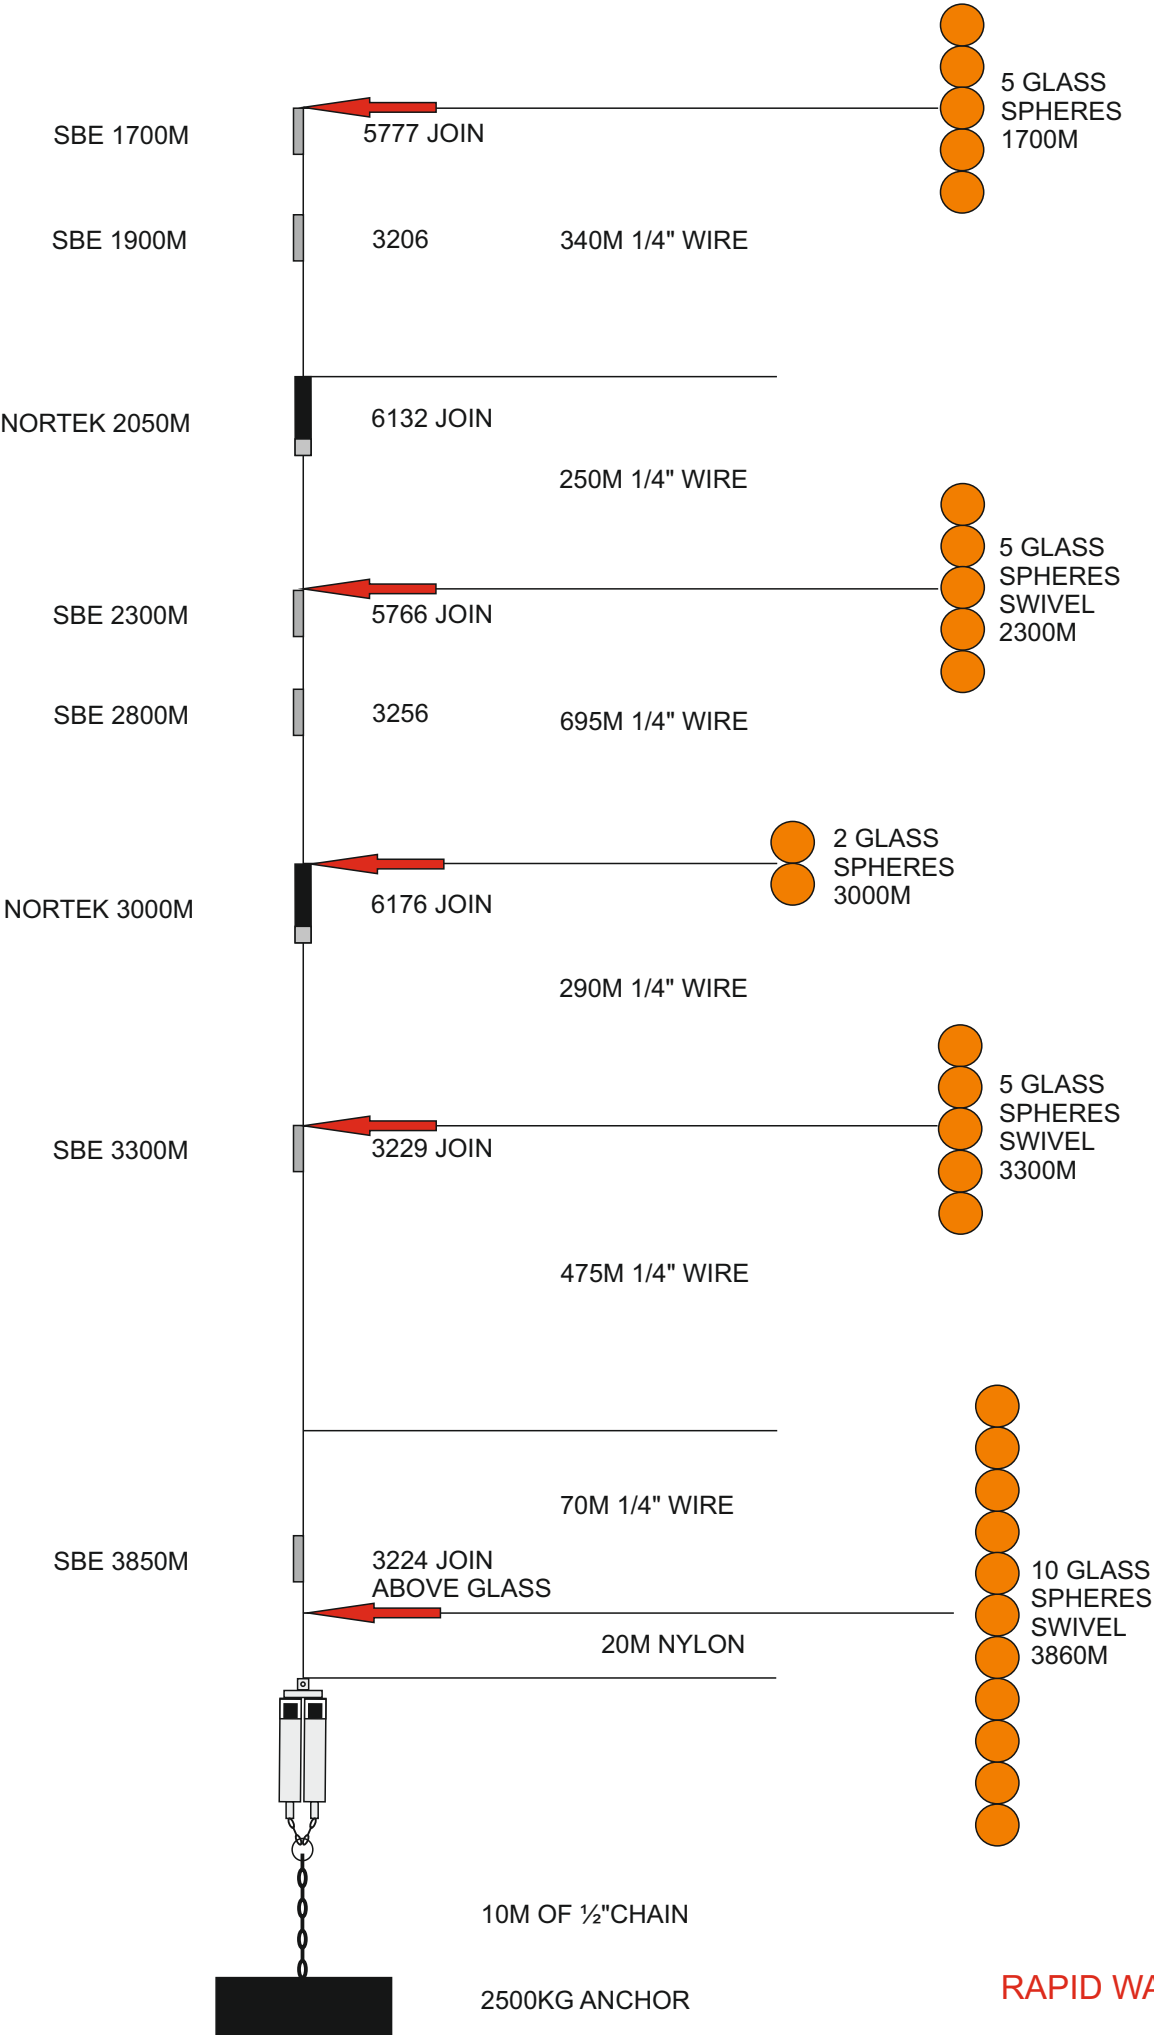 5 GLASS
SPHERES
1700M
SBE 1700M
5777 JOIN
SBE 1900M
3206
340M 1/4" WIRE
NORTEK 2050M
6132 JOIN
250M 1/4" WIRE
5 GLASS
SPHERES
SWIVEL
2300M
SBE 2300M
5766 JOIN
SBE 2800M
3256
695M 1/4" WIRE
2 GLASS
SPHERES
3000M
NORTEK 3000M
6176 JOIN
290M 1/4" WIRE
5 GLASS
SPHERES
SWIVEL
3300M
SBE 3300M
3229 JOIN
475M 1/4" WIRE
70M 1/4" WIRE
SBE 3850M
3224 JOIN
ABOVE GLASS
10 GLASS
SPHERES
SWIVEL
3860M
20M NYLON
10M OF ½"CHAIN
2500KG ANCHOR
RAPID WA